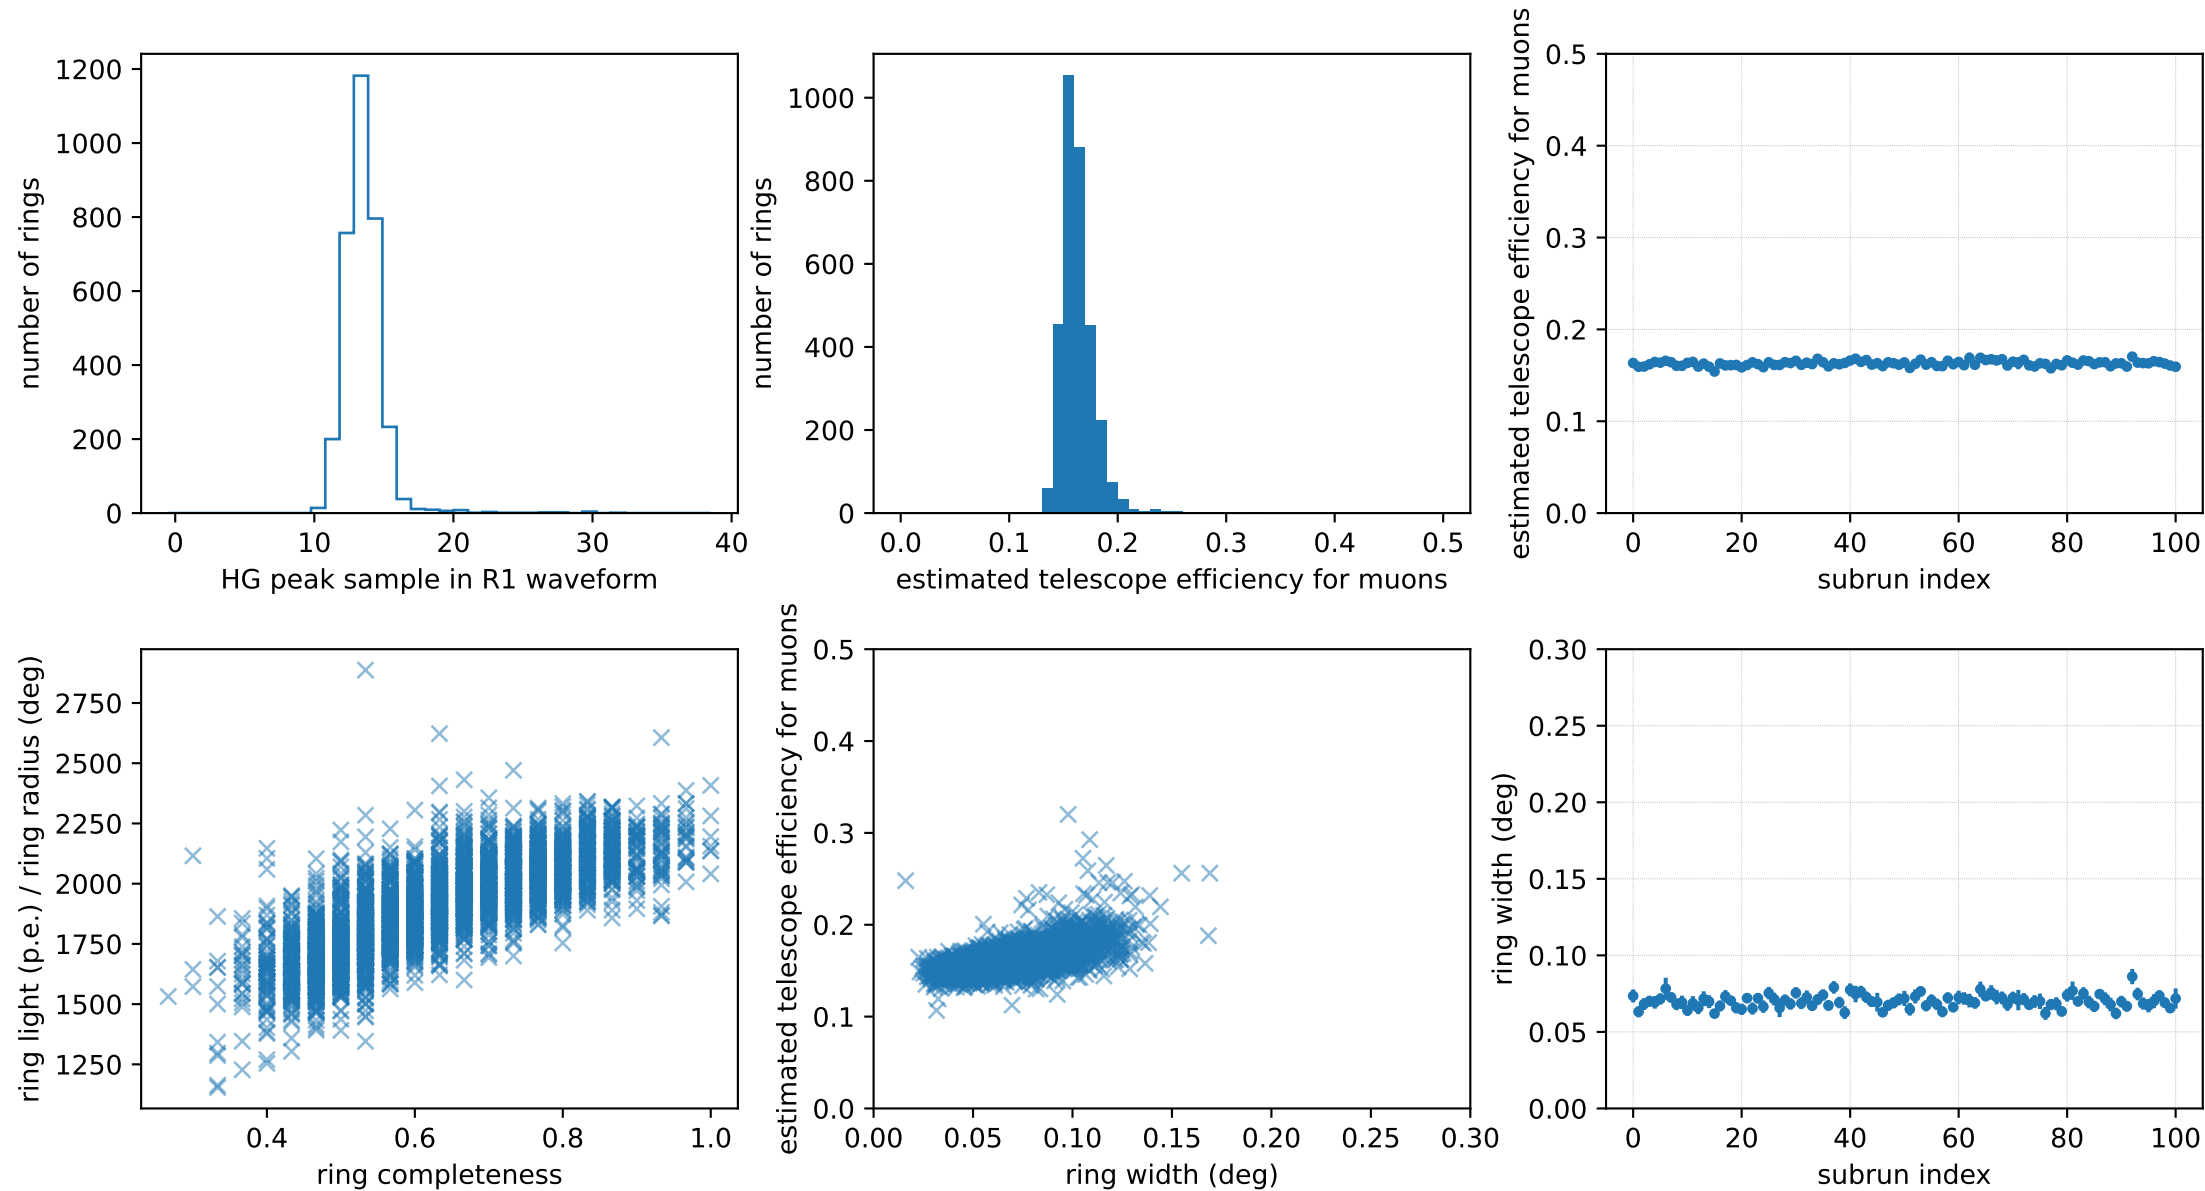 number of rings
1200
1000
800
600
400
200
0
0 10 20 30 40
HG peak sample in R1 waveform
number of rings
1000
800
600
400
200
0
0.0 0.1 0.2 0.3 0.4 0.5
estimated telescope efficiency for muons
estimated telescope efficiency for muons
0.5
0.4
0.3
0.2
0.1
0.0
0 20 40 60 80 100
subrun index
ring light (p.e.) / ring radius (deg)
2750
2500
2250
2000
1750
1500
1250
0.4 0.6 0.8 1.0
ring completeness
estimated telescope efficiency for muons
0.5
0.4
0.3
0.2
0.1
0.0
0.00 0.05 0.10 0.15 0.20 0.25 0.30
ring width (deg)
ring width (deg)
0.30
0.25
0.20
0.15
0.10
0.05
0.00
0 20 40 60 80 100
subrun index